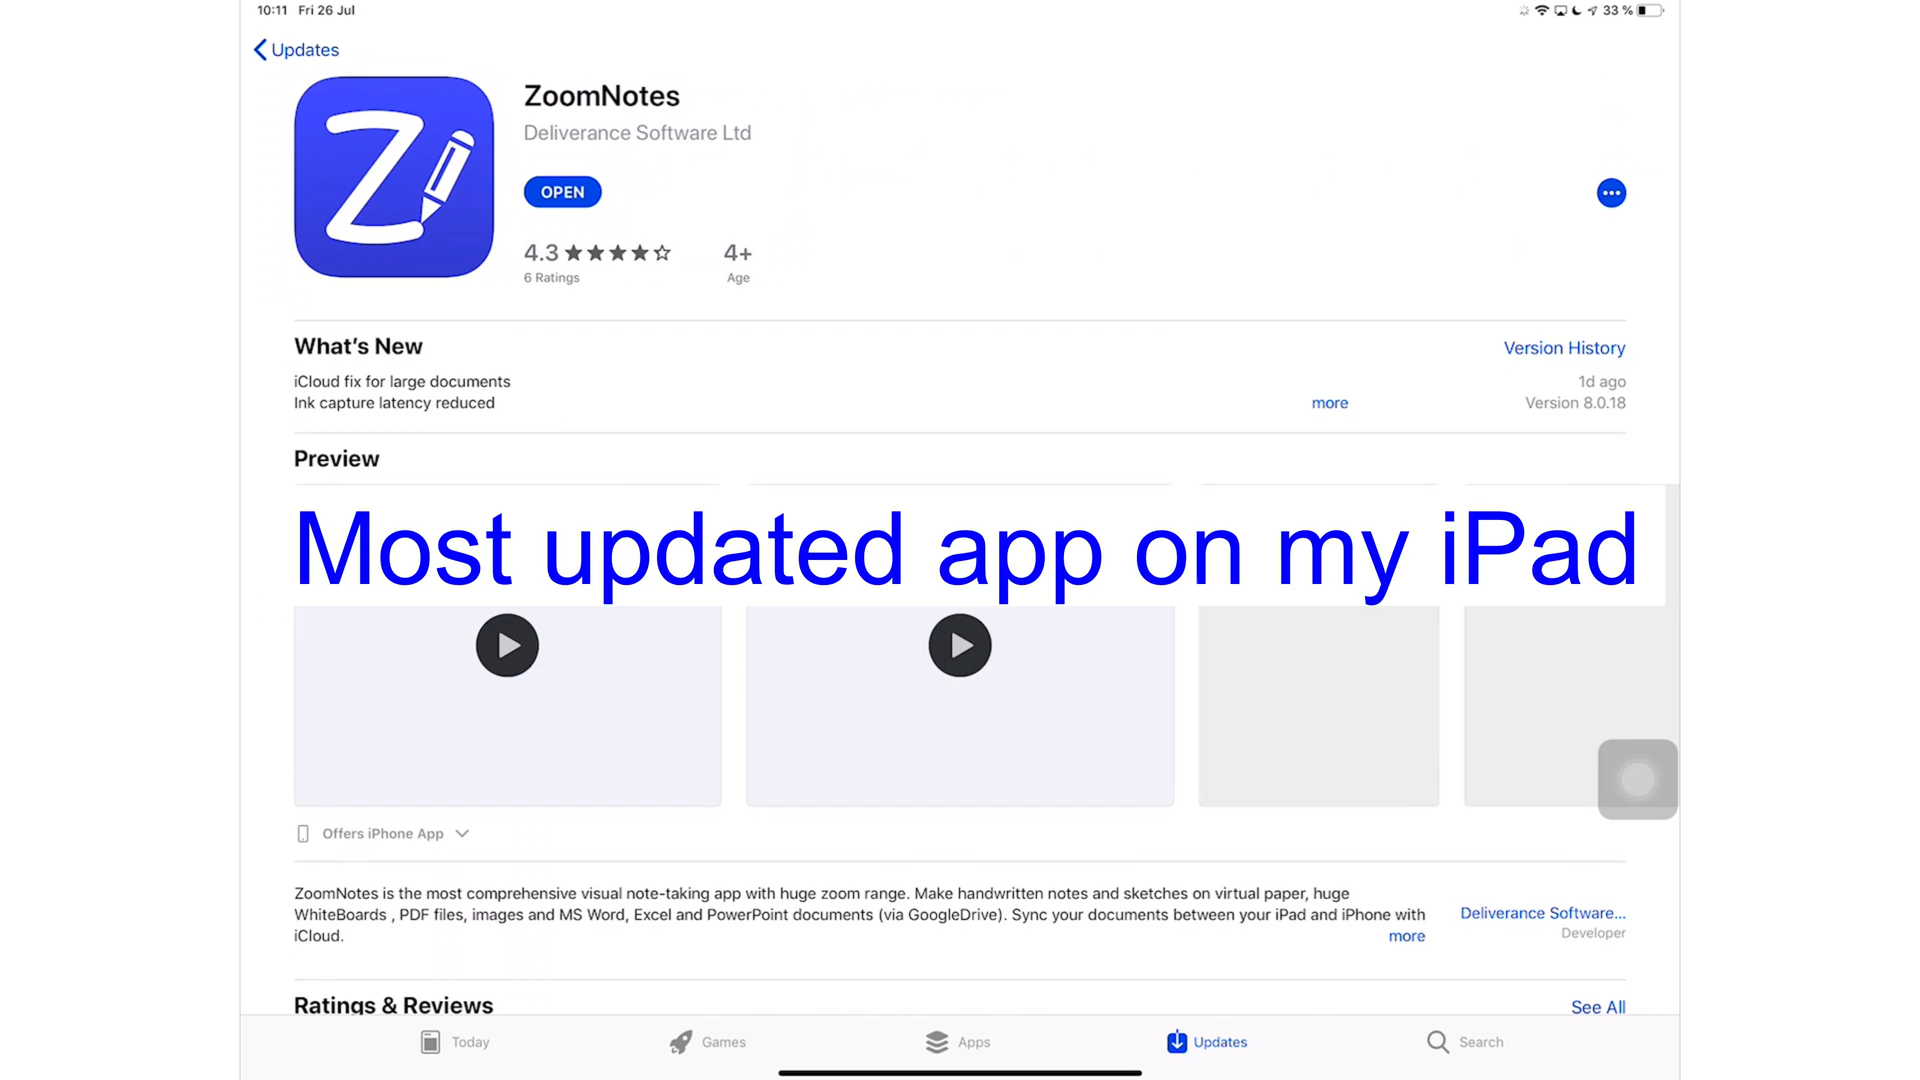 10:11 Fri 26 Jul
33 %
Updates
ZoomNotes
Deliverance Software Ltd
OPEN
4.3
4+
6 Ratings
Age
What's New
Version History
iCloud fix for large documents
1d ago
Ink capture latency reduced
more
Version 8.0.18
Preview
Most updated app on my iPad
Offers iPhone App
ZoomNotes is the most comprehensive visual note-taking app with huge zoom range. Make handwritten notes and sketches on virtual paper, huge
WhiteBoards , PDF files, images and MS Word, Excel and PowerPoint documents (via GoogleDrive). Sync your documents between your iPad and iPhone with
iCloud.
more
Deliverance Software...
Developer
Ratings & Reviews
See All
Today
Games
Apps
Updates
Search